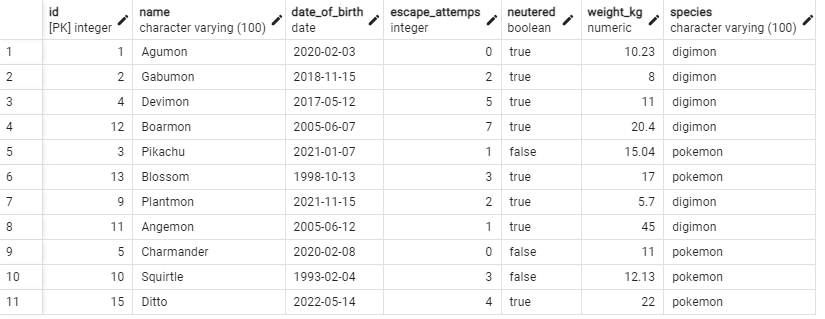 id name date_of_birth escape_attemps neutered weight_kg species
[PK] integer character varying (100) date integer boolean numeric character varying (100)
1 1 Agumon 2020-02-03 0 true 10.23 digimon
2 2 Gabumon 2018-11-15 2 true 8 digimon
3 4 Devimon 2017-05-12 5 true 11 digimon
4 12 Boarmon 2005-06-07 7 true 20.4 digimon
5 3 Pikachu 2021-01-07 1 false 15.04 pokemon
6 13 Blossom 1998-10-13 3 true 17 pokemon
7 9 Plantmon 2021-11-15 2 true 5.7 digimon
8 11 Angemon 2005-06-12 1 true 45 digimon
9 5 Charmander 2020-02-08 0 false 11 pokemon
10 10 Squirtle 1993-02-04 3 false 12.13 pokemon
11 15 Ditto 2022-05-14 4 true 22 pokemon